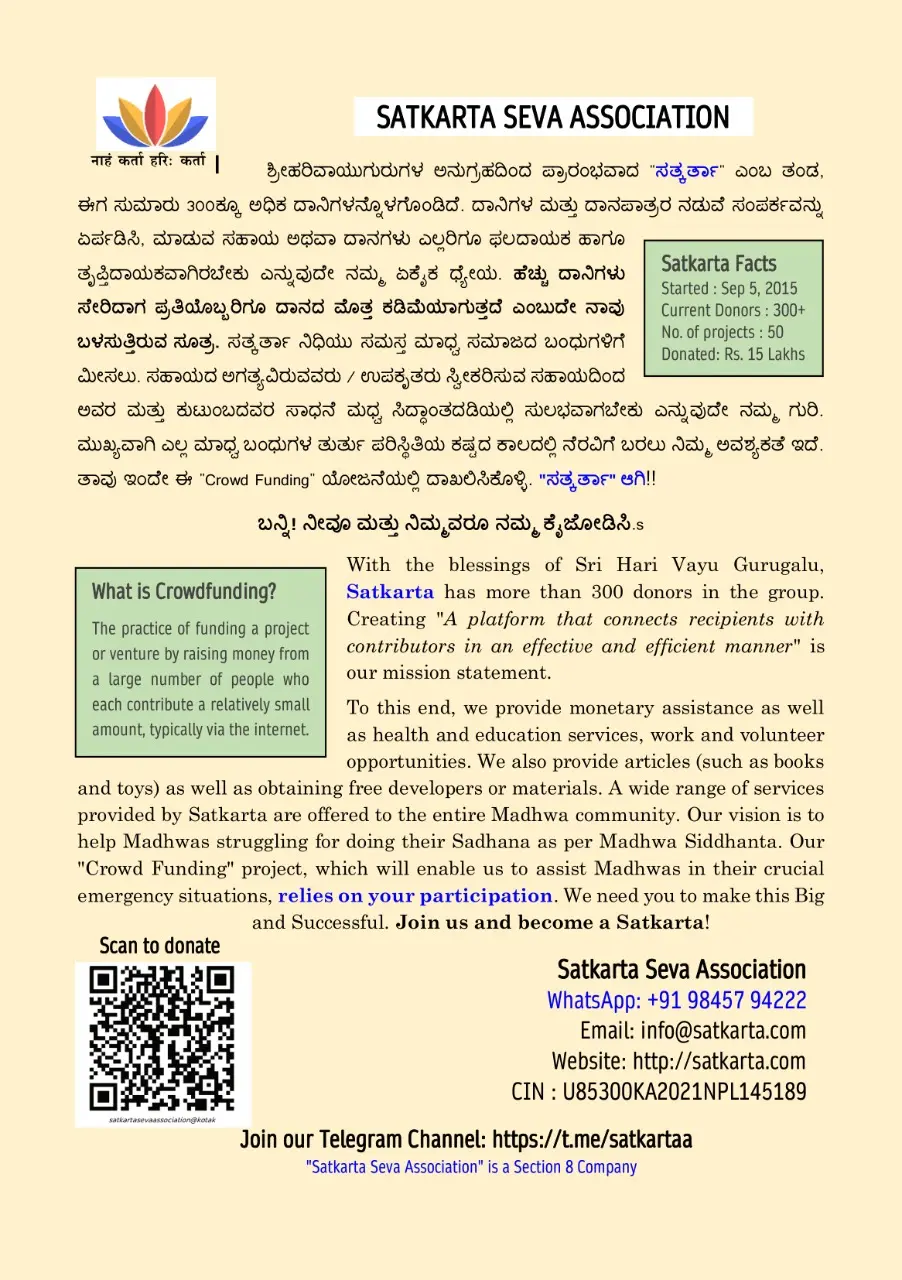 SATKARTA SEVA ASSOCIATION
नाहं कर्ता हरिः कर्ता |
ಶ್ರೀಹರಿವಾಯುಗುರುಗಳ ಅನುಗ್ರಹದಿಂದ ಪ್ರಾರಂಭವಾದ "ಸತ್ಕರ್ತಾ" ಎಂಬ ತಂಡ,
ಈಗ ಸುಮಾರು 300ಕ್ಕೂ ಅಧಿಕ ದಾನಿಗಳನ್ನೊಳಗೊಂಡಿದೆ. ದಾನಿಗಳ ಮತ್ತು ದಾನಪಾತ್ರರ ನಡುವೆ ಸಂಪರ್ಕವನ್ನು
ಏರ್ಪಡಿಸಿ, ಮಾಡುವ ಸಹಾಯ ಅಥವಾ ದಾನಗಳು ಎಲ್ಲರಿಗೂ ಫಲದಾಯಕ ಹಾಗೂ
ತೃಪ್ತಿದಾಯಕವಾಗಿರಬೇಕು ಎನ್ನುವುದೇ ನಮ್ಮ ಏಕೈಕ ಧ್ಯೇಯ. ಹೆಚ್ಚು ದಾನಿಗಳು
ಸೇರಿದಾಗ ಪ್ರತಿಯೊಬ್ಬರಿಗೂ ದಾನದ ಮೊತ್ತ ಕಡಿಮೆಯಾಗುತ್ತದೆ ಎಂಬುದೇ ನಾವು
ಬಳಸುತ್ತಿರುವ ಸೂತ್ರ. ಸತ್ಕರ್ತಾ ನಿಧಿಯು ಸಮಸ್ತ ಮಾಧ್ವ ಸಮಾಜದ ಬಂಧುಗಳಿಗೆ
ಮೀಸಲು. ಸಹಾಯದ ಅಗತ್ಯವಿರುವವರು / ಉಪಕೃತರು ಸ್ವೀಕರಿಸುವ ಸಹಾಯದಿಂದ
ಅವರ ಮತ್ತು ಕುಟುಂಬದವರ ಸಾಧನೆ ಮಧ್ವ ಸಿದ್ಧಾಂತದಡಿಯಲ್ಲಿ ಸುಲಭವಾಗಬೇಕು ಎನ್ನುವುದೇ ನಮ್ಮ ಗುರಿ.
ಮುಖ್ಯವಾಗಿ ಎಲ್ಲ ಮಾಧ್ವ ಬಂಧುಗಳ ತುರ್ತು ಪರಿಸ್ಥಿತಿಯ ಕಷ್ಟದ ಕಾಲದಲ್ಲಿ ನೆರವಿಗೆ ಬರಲು ನಿಮ್ಮ ಅವಶ್ಯಕತೆ ಇದೆ.
ತಾವು ಇಂದೇ ಈ "Crowd Funding" ಯೋಜನೆಯಲ್ಲಿ ದಾಖಲಿಸಿಕೊಳ್ಳಿ. "ಸತ್ಕರ್ತಾ" ಆಗಿ!!
Satkarta Facts
Started : Sep 5, 2015
Current Donors : 300+
No. of projects : 50
Donated: Rs. 15 Lakhs
ಬನ್ನಿ! ನೀವೂ ಮತ್ತು ನಿಮ್ಮವರೂ ನಮ್ಮ ಕೈಜೋಡಿಸಿ.s
What is Crowdfunding?
The practice of funding a project
or venture by raising money from
a large number of people who
each contribute a relatively small
amount, typically via the internet.
With the blessings of Sri Hari Vayu Gurugalu,
Satkarta has more than 300 donors in the group.
Creating "A platform that connects recipients with
contributors in an effective and efficient manner" is
our mission statement.
To this end, we provide monetary assistance as well
as health and education services, work and volunteer
opportunities. We also provide articles (such as books
and toys) as well as obtaining free developers or materials. A wide range of services
provided by Satkarta are offered to the entire Madhwa community. Our vision is to
help Madhwas struggling for doing their Sadhana as per Madhwa Siddhanta. Our
"Crowd Funding" project, which will enable us to assist Madhwas in their crucial
emergency situations, relies on your participation. We need you to make this Big
and Successful. Join us and become a Satkarta!
Scan to donate
satkartasevaassociation@kotak
Satkarta Seva Association
WhatsApp: +91 98457 94222
Email: info@satkarta.com
Website: http://satkarta.com
CIN : U85300KA2021NPL145189
Join our Telegram Channel: https://t.me/satkartaa
"Satkarta Seva Association" is a Section 8 Company